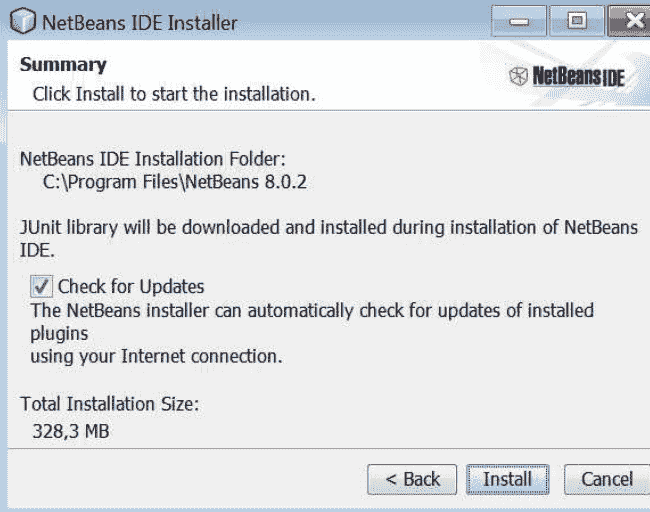 NetBeans IDE Installer
Summary
Click Install to start the installation.
NetBeans IDE
NetBeans IDE Installation Folder:
C:\Program Files\NetBeans 8.0.2
JUnit library will be downloaded and installed during installation of NetBeans
IDE.
Check for Updates
The NetBeans installer can automatically check for updates of installed
plugins
using your Internet connection.
Total Installation Size:
328,3 MB
< Back Install Cancel